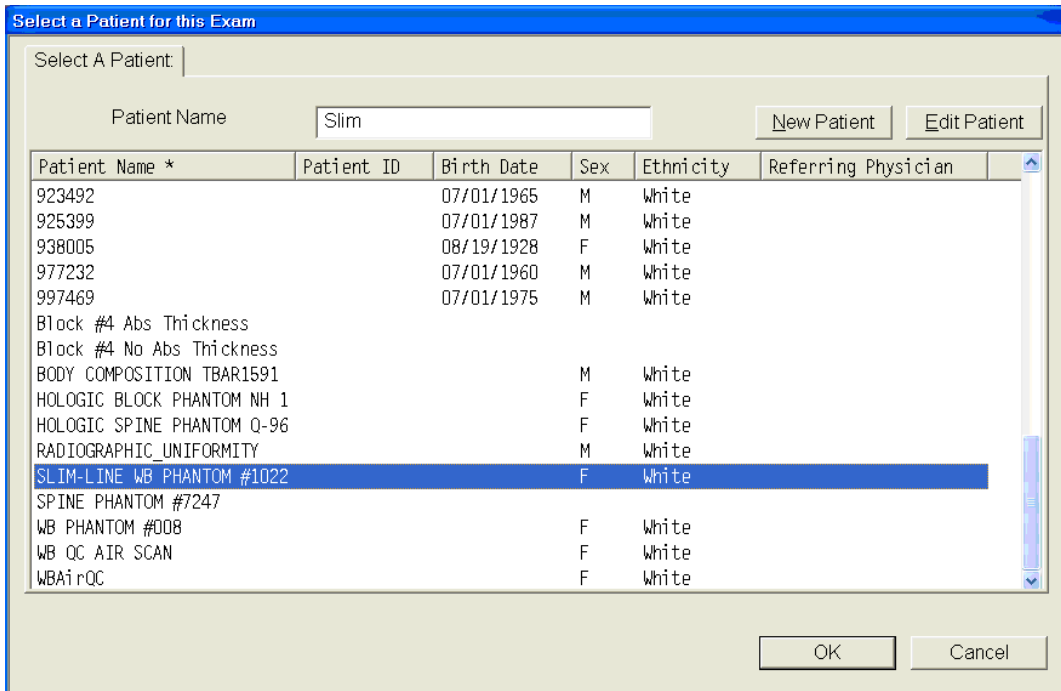 Select a Patient for this Exam
Select A Patient:
Patient Name Slim New Patient Edit Patient
Patient Name * Patient ID Birth Date Sex Ethnicity Referring Physician
923492 07/01/1965 M White
925399 07/01/1987 M White
938005 08/19/1928 F White
977232 07/01/1960 M White
997469 07/01/1975 M White
Block #4 Abs Thickness
Block #4 No Abs Thickness
BODY COMPOSITION TBAR1591 M White
HOLOGIC BLOCK PHANTOM NH 1 F White
HOLOGIC SPINE PHANTOM Q-96 F White
RADIOGRAPHIC_UNIFORMITY M White
SLIM-LINE WB PHANTOM #1022 F White
SPINE PHANTOM #7247
WB PHANTOM #008 F White
WB QC AIR SCAN F White
WBAirQC F White
OK Cancel